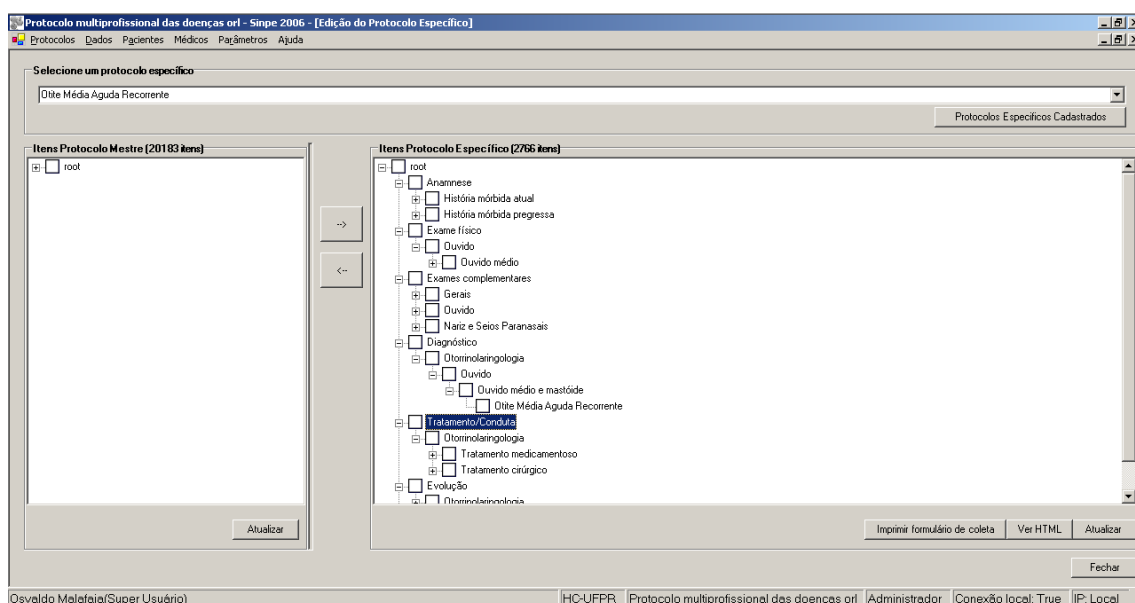 Protocolo multiprofissional das doenças orl - Sinpe 2006 - [Edição do Protocolo Específico]
Protocolos Dados Pacientes Médicos Parâmetros Ajuda
Selecione um protocolo específico
Otite Média Aguda Recorrente
Protocolos Especificos Cadastrados
Itens Protocolo Mestre (20183 itens)
root
-->
<--
Atualizar
Itens Protocolo Específico (2766 itens)
root
Anamnese
História mórbida atual
História mórbida pregressa
Exame físico
Ouvido
Ouvido médio
Exames complementares
Gerais
Ouvido
Nariz e Seios Paranasais
Diagnóstico
Otorrinolaringologia
Ouvido
Ouvido médio e mastóide
Otite Média Aguda Recorrente
Tratamento/Conduta
Otorrinolaringologia
Tratamento medicamentoso
Tratamento cirúrgico
Evolução
Otorrinolaringologia
Imprimir formulário de coleta Ver HTML Atualizar
Fechar
Osvaldo Malafaia(Super Usuário) HC-UFPR Protocolo multiprofissional das doenças orl Administrador Conexão local: True IP: Local